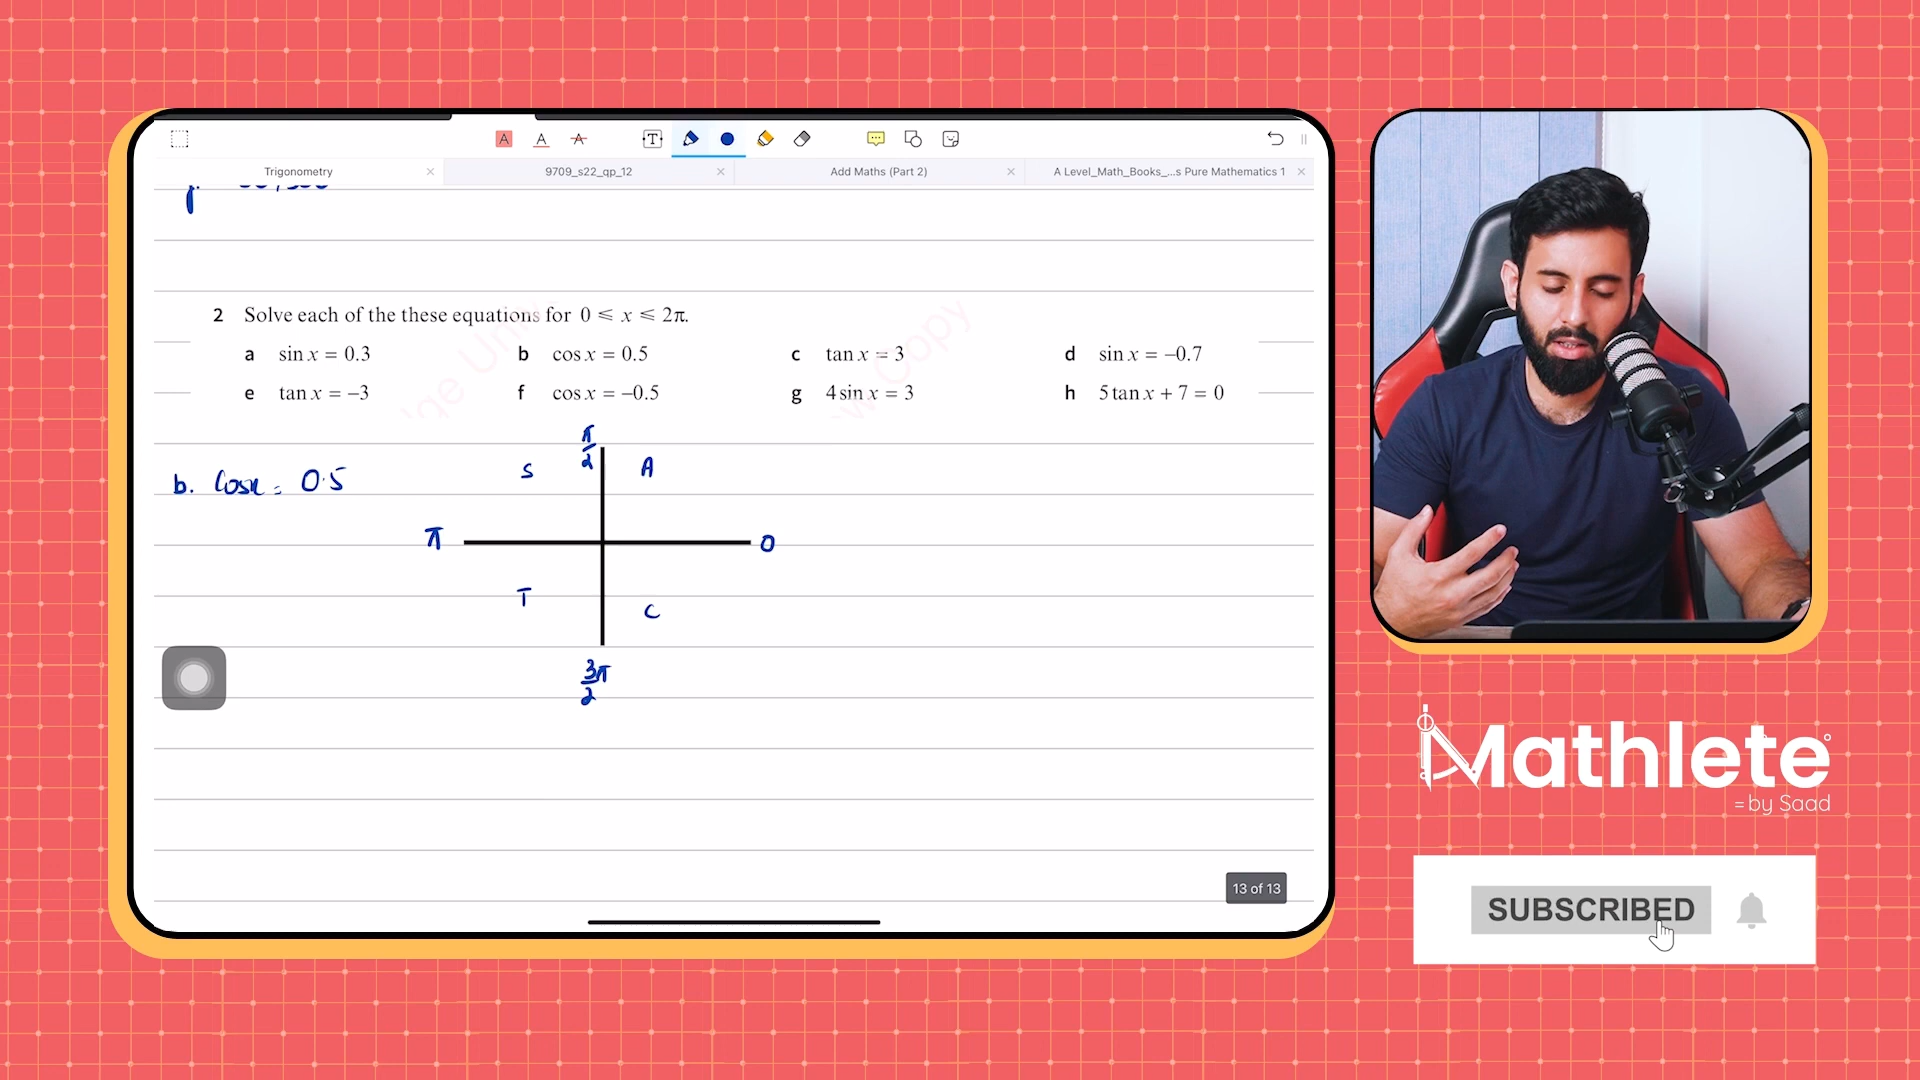 A A A T
Trigonometry 9709_s22_qp_12 Add Maths (Part 2) A Level_Math_Books_...s Pure Mathematics 1
2 Solve each of the these equations for 0 ⩽ x ⩽ 2π.
a sin x = 0.3 b cos x = 0.5 c tan x = 3 d sin x = −0.7
e tan x = −3 f cos x = −0.5 g 4 sin x = 3 h 5 tan x + 7 = 0
π/2
S A
b. Cosx = 0.5
π 0
T C
3π/2
13 of 13
Mathlete
= by Saad
SUBSCRIBED